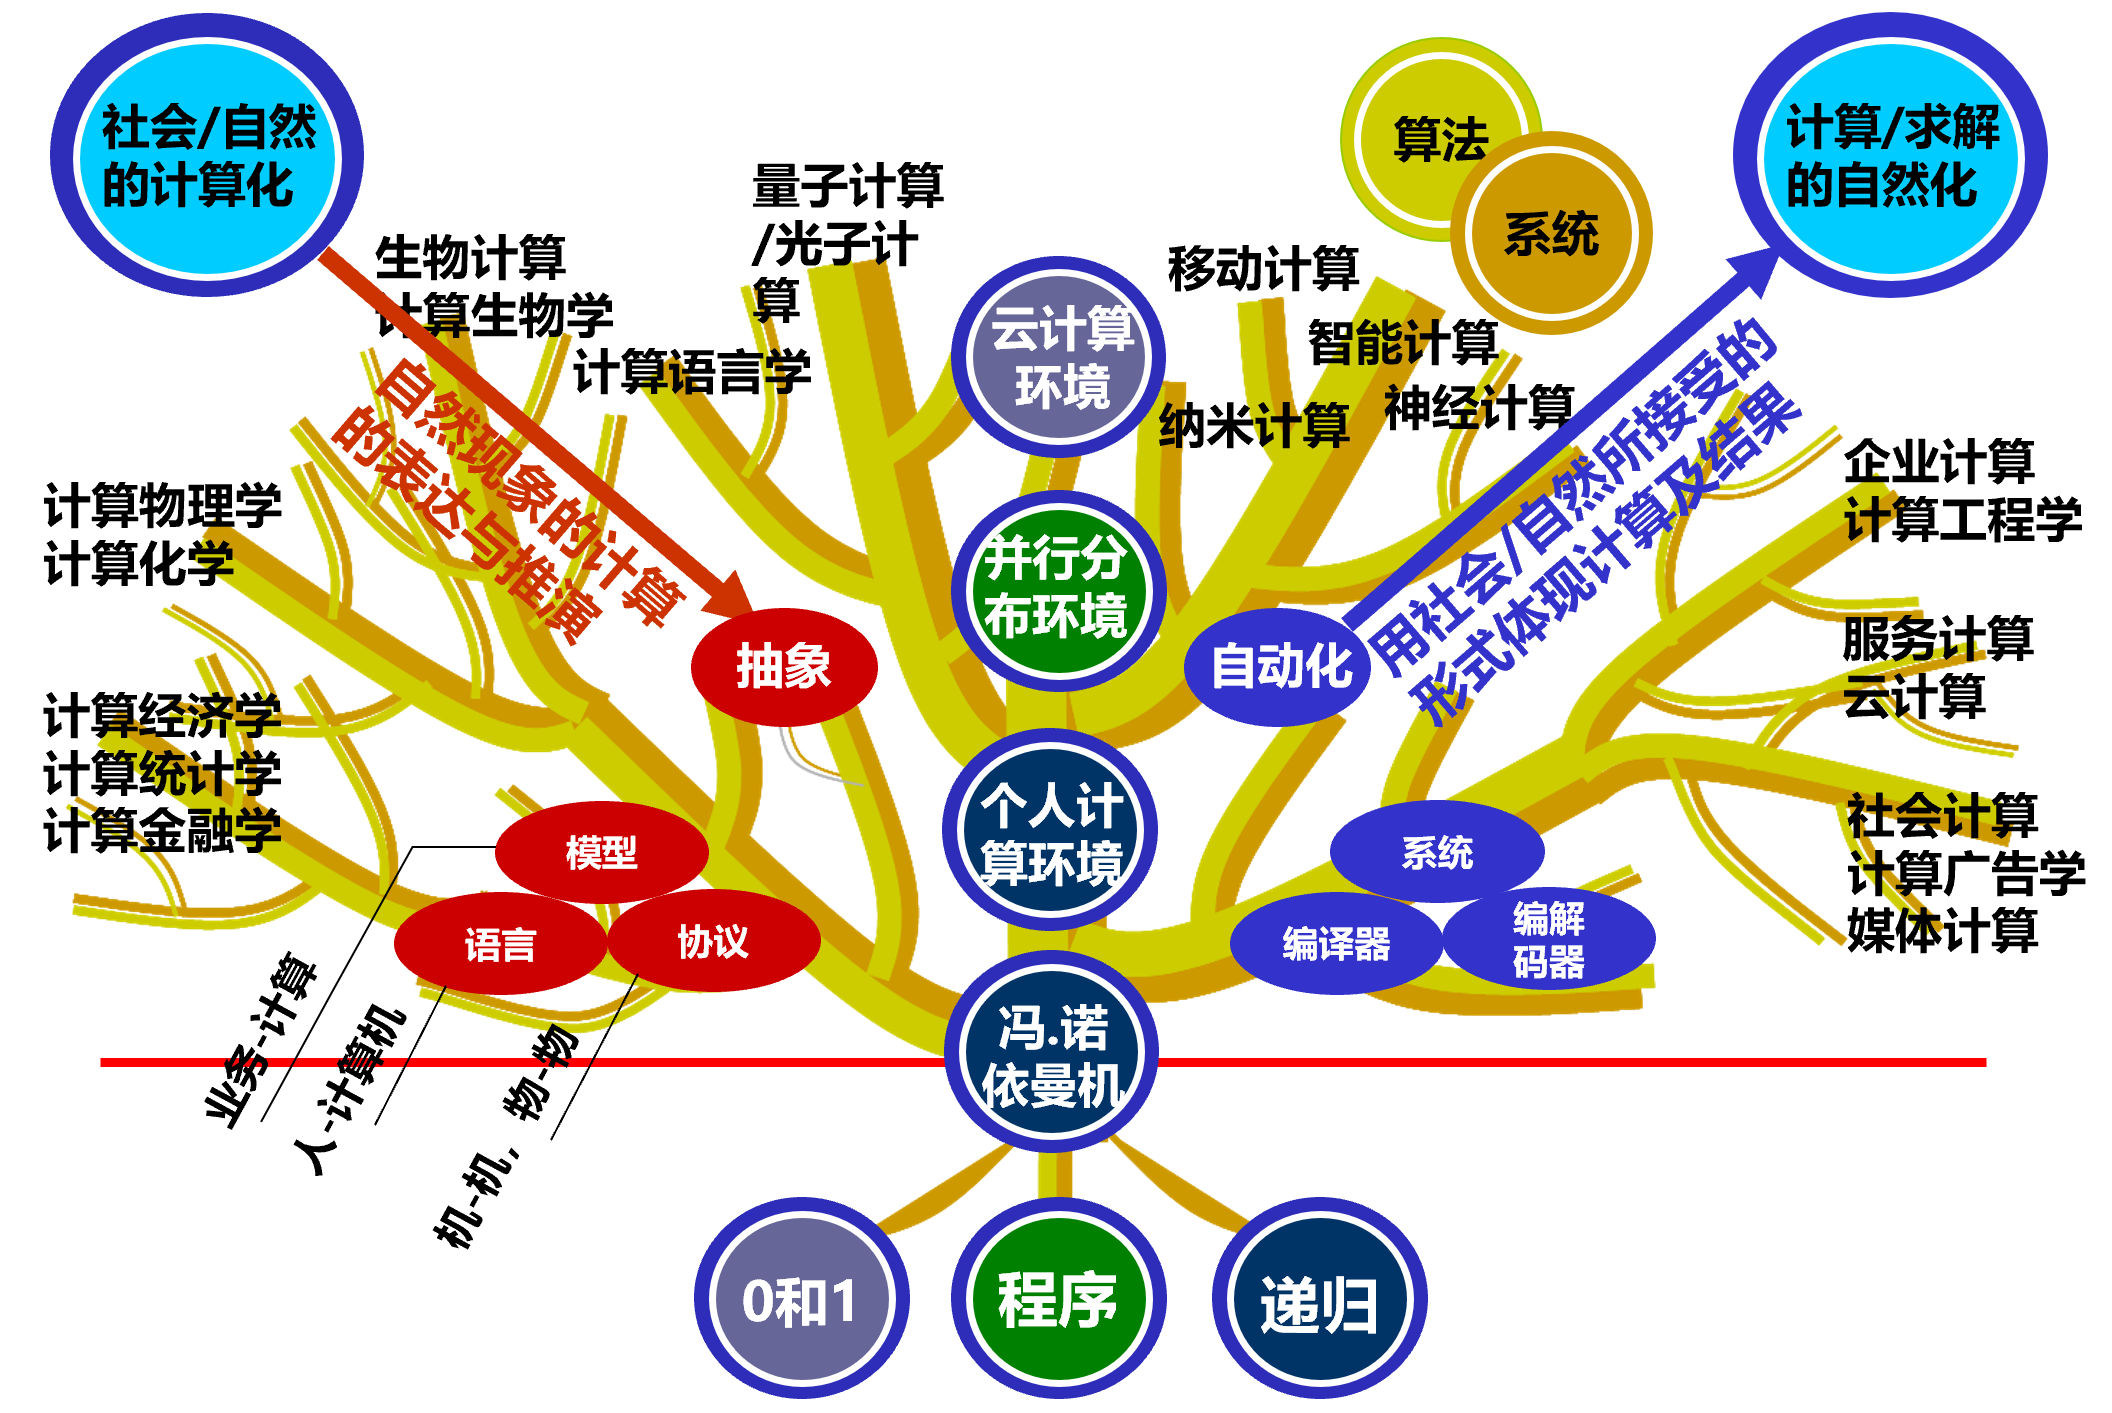 社会/自然
的计算化
计算/求解
的自然化
算法
系统
量子计算
/光子计
算
生物计算
计算生物学
计算语言学
移动计算
智能计算
神经计算
纳米计算
云计算
环境
自然现象的计算
的表达与推演
用社会/自然所接受的
形式体现计算及结果
计算物理学
计算化学
企业计算
计算工程学
并行分
布环境
抽象
自动化
服务计算
云计算
计算经济学
计算统计学
计算金融学
个人计
算环境
社会计算
计算广告学
媒体计算
模型
语言
协议
系统
编译器
编解
码器
业务-计算
人-计算机
机-机，物-物
冯.诺
依曼机
0和1
程序
递归